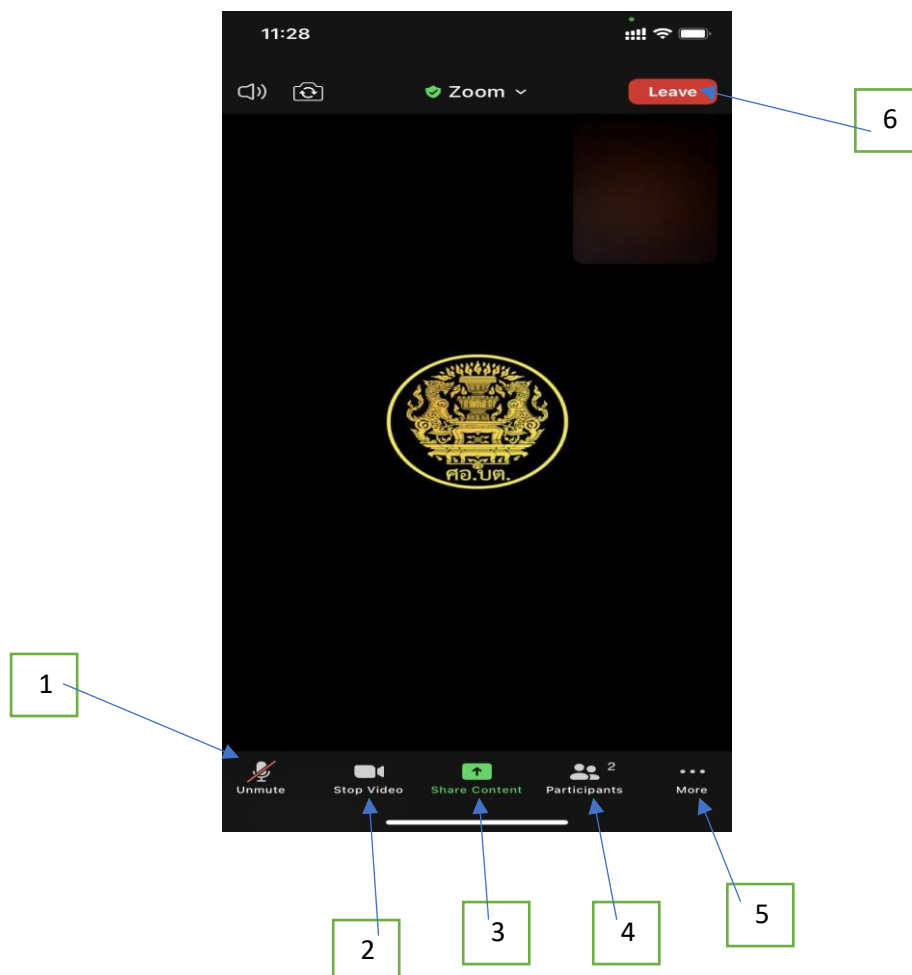 11:28
Zoom
Leave
6
ศอ.บต.
1
Unmute
Stop Video
Share Content
Participants
2
More
2
3
4
5